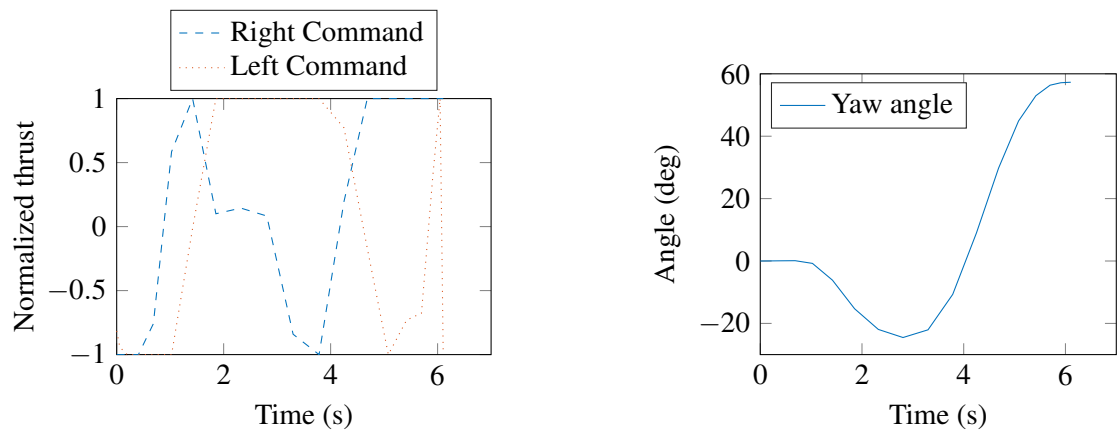 Right Command
Left Command
Normalized thrust
1
0.5
0
−0.5
−1
0 2 4 6
Time (s)
Yaw angle
Angle (deg)
60
40
20
0
−20
0 2 4 6
Time (s)